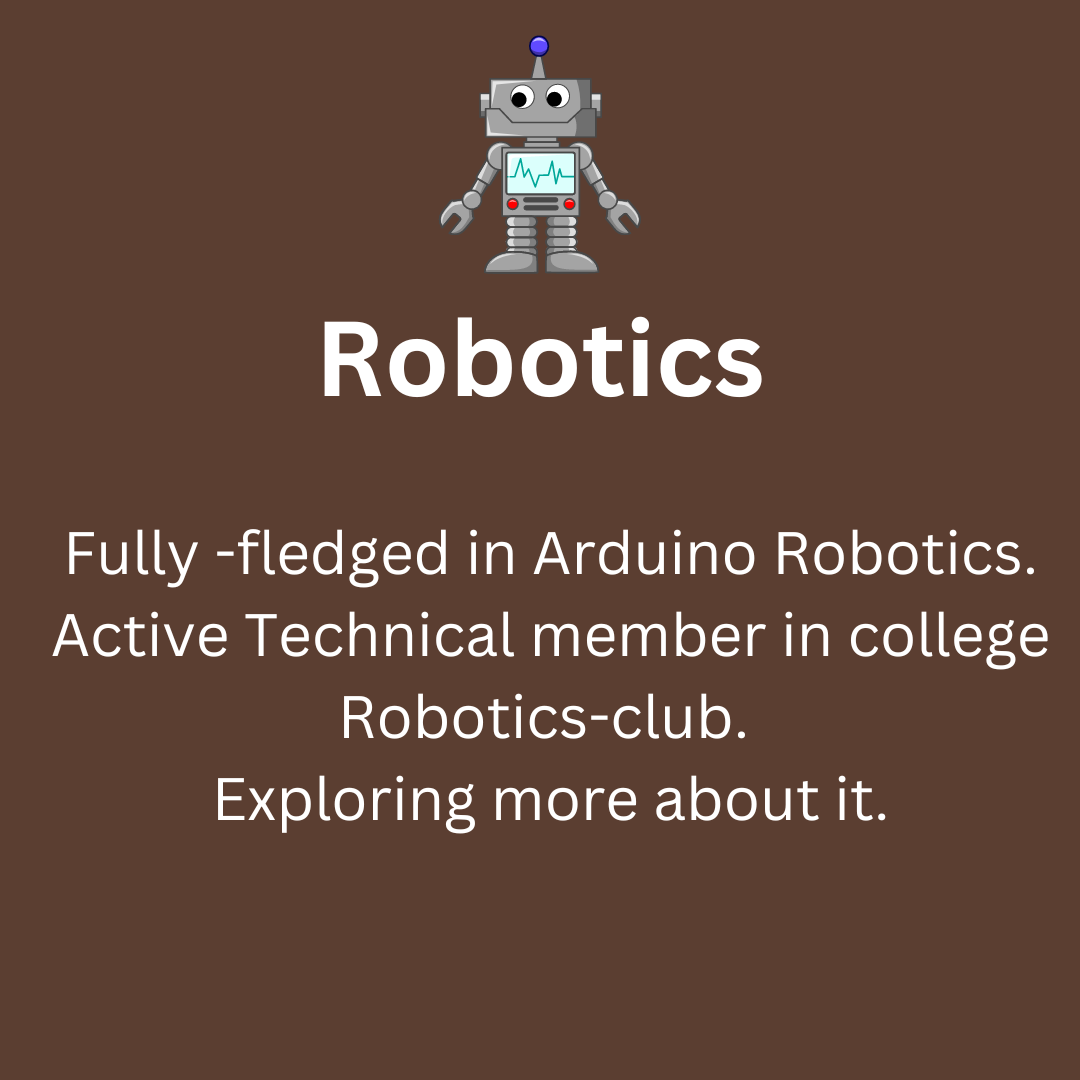 Robotics
Fully -fledged in Arduino Robotics.
Active Technical member in college
Robotics-club.
Exploring more about it.